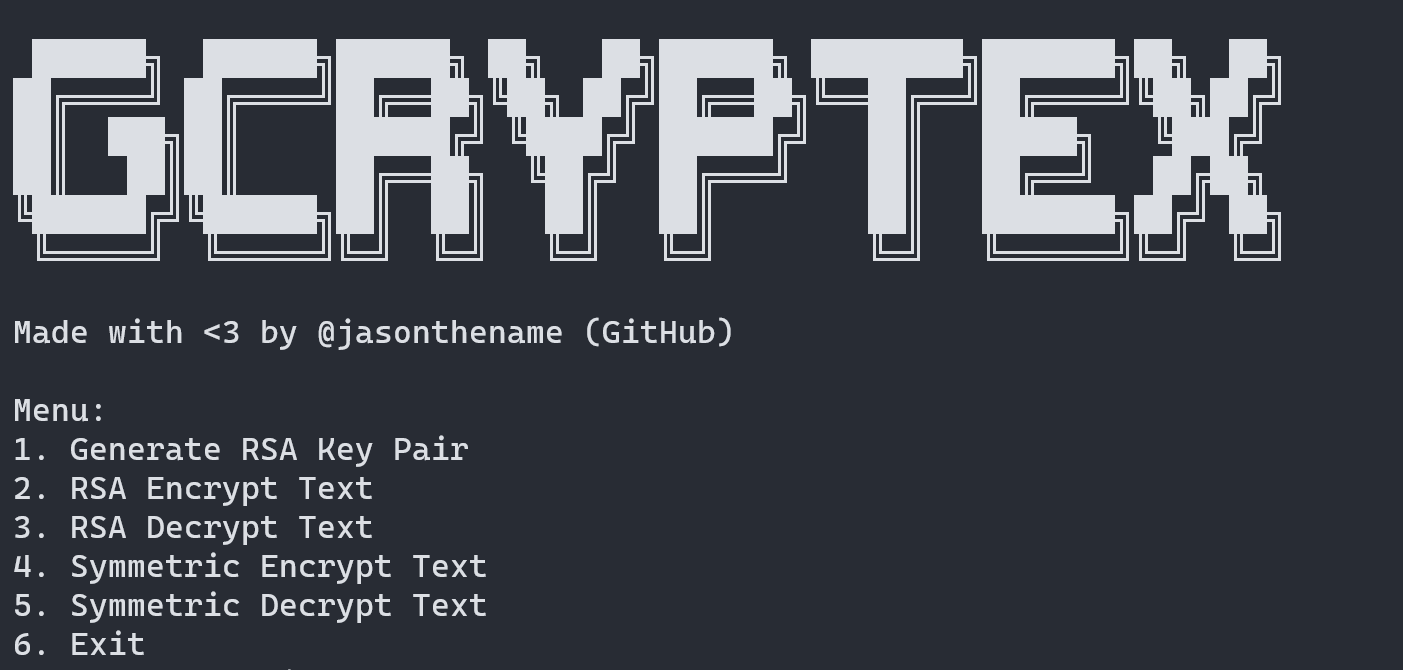 GCRYPTEX
Made with <3 by @jasonthename (GitHub)
Menu:
1. Generate RSA Key Pair
2. RSA Encrypt Text
3. RSA Decrypt Text
4. Symmetric Encrypt Text
5. Symmetric Decrypt Text
6. Exit